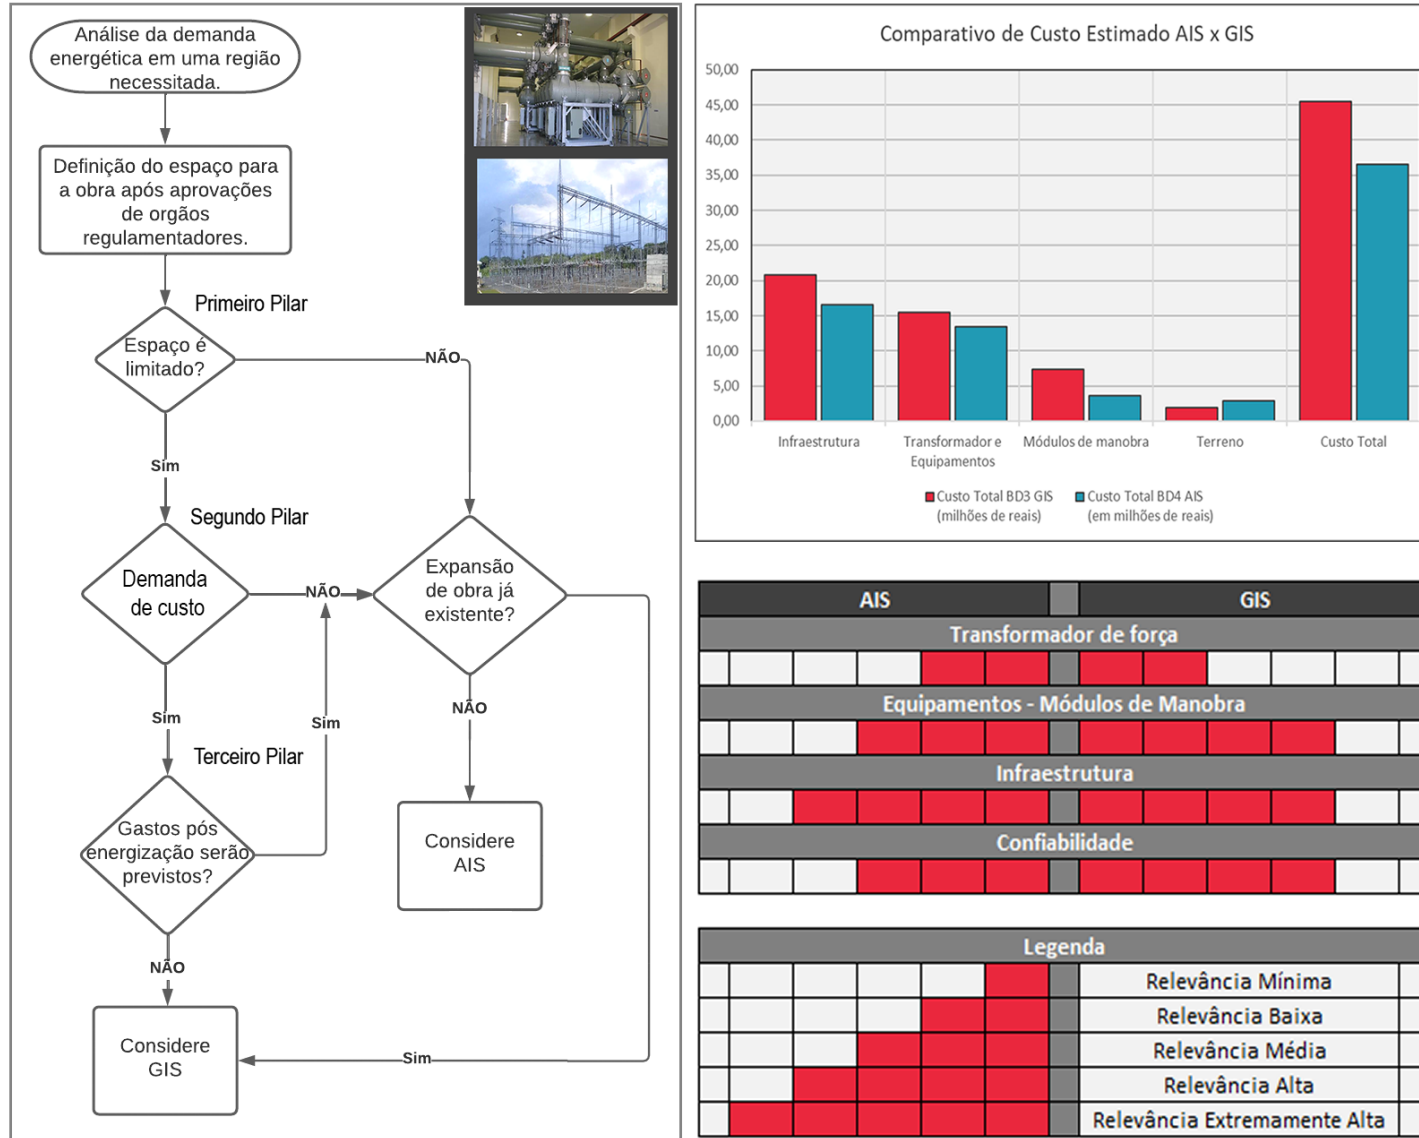 Análise da demanda
energética em uma região
necessitada.
Definição do espaço para
a obra após aprovações
de orgãos
regulamentadores.
Primeiro Pilar
Espaço é
limitado?
NÃO
Sim
Segundo Pilar
Demanda
de custo
NÃO
Expansão
de obra já
existente?
Sim
Sim
NÃO
Terceiro Pilar
Gastos pós
energização serão
previstos?
Considere
AIS
NÃO
Considere
GIS
Sim
Comparativo de Custo Estimado AIS x GIS
50,00
45,00
40,00
35,00
30,00
25,00
20,00
15,00
10,00
5,00
0,00
Infraestrutura
Transformador e
Equipamentos
Módulos de manobra
Terreno
Custo Total
Custo Total BD3 GIS
(milhões de reais)
Custo Total BD4 AIS
(em milhões de reais)
AIS GIS
Transformador de força
Equipamentos - Módulos de Manobra
Infraestrutura
Confiabilidade
Legenda
Relevância Mínima
Relevância Baixa
Relevância Média
Relevância Alta
Relevância Extremamente Alta